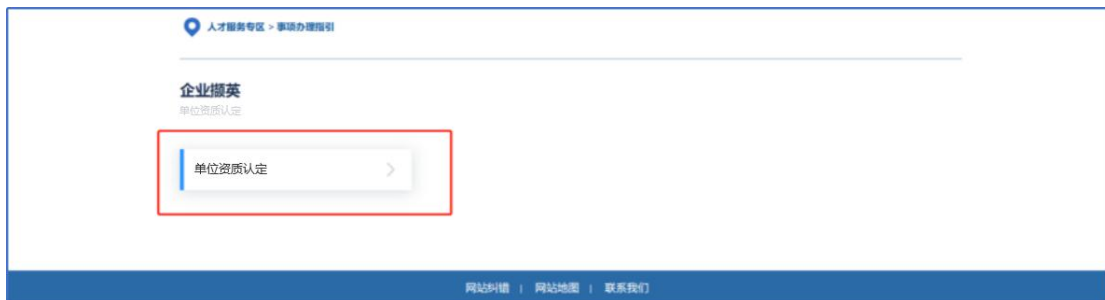 人才服务专区 > 事项办理指引
企业撷英
单位资质认定
单位资质认定
网站纠错 | 网站地图 | 联系我们